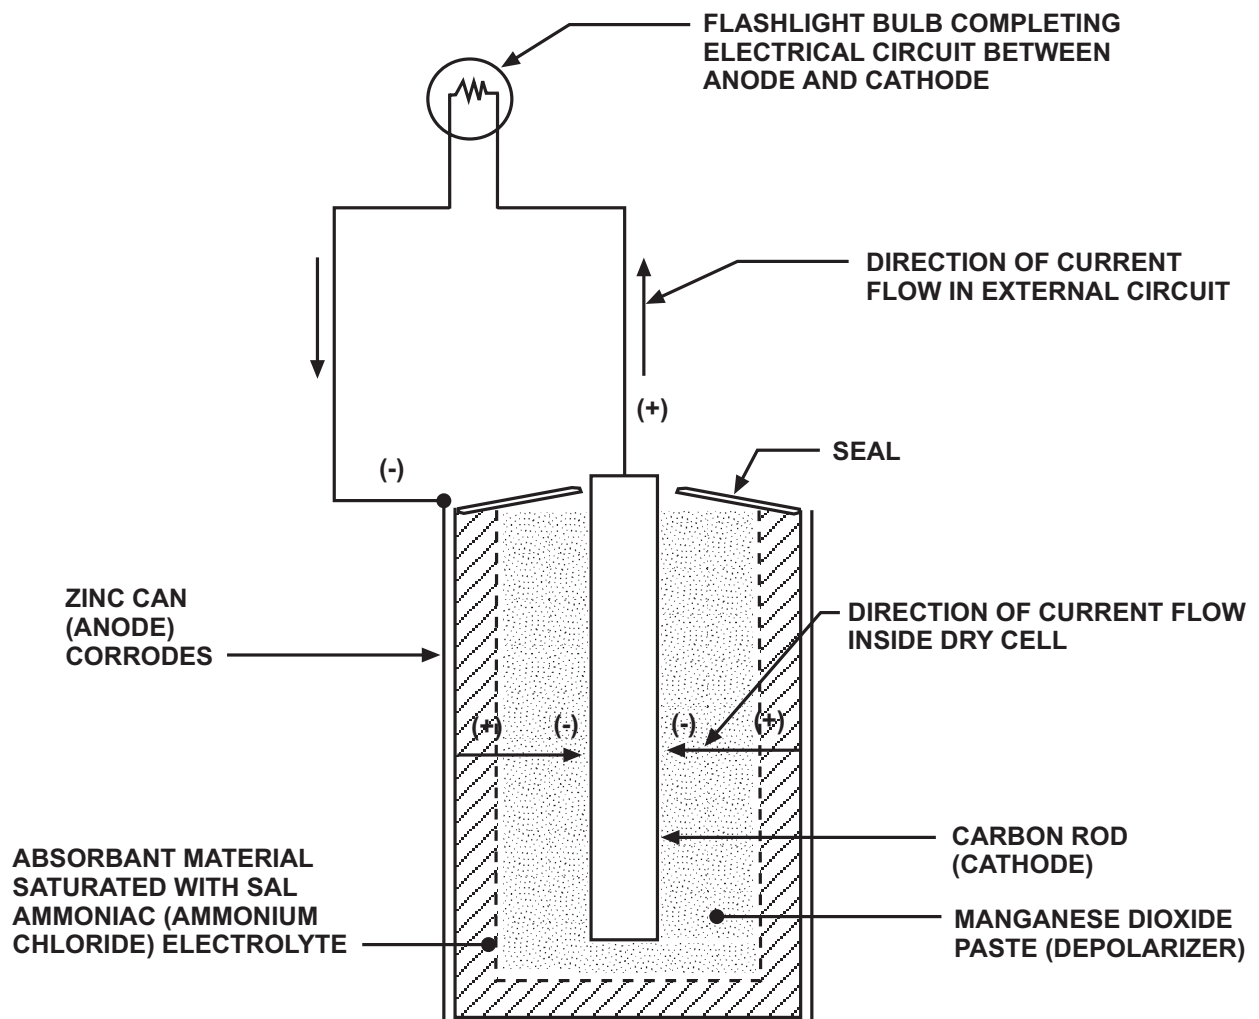 FLASHLIGHT BULB COMPLETING
ELECTRICAL CIRCUIT BETWEEN
ANODE AND CATHODE
DIRECTION OF CURRENT
FLOW IN EXTERNAL CIRCUIT
(+)
(-)
SEAL
ZINC CAN
(ANODE)
CORRODES
DIRECTION OF CURRENT FLOW
INSIDE DRY CELL
(+) (-) (-) (+)
CARBON ROD
(CATHODE)
ABSORBANT MATERIAL
SATURATED WITH SAL
AMMONIAC (AMMONIUM
CHLORIDE) ELECTROLYTE
MANGANESE DIOXIDE
PASTE (DEPOLARIZER)